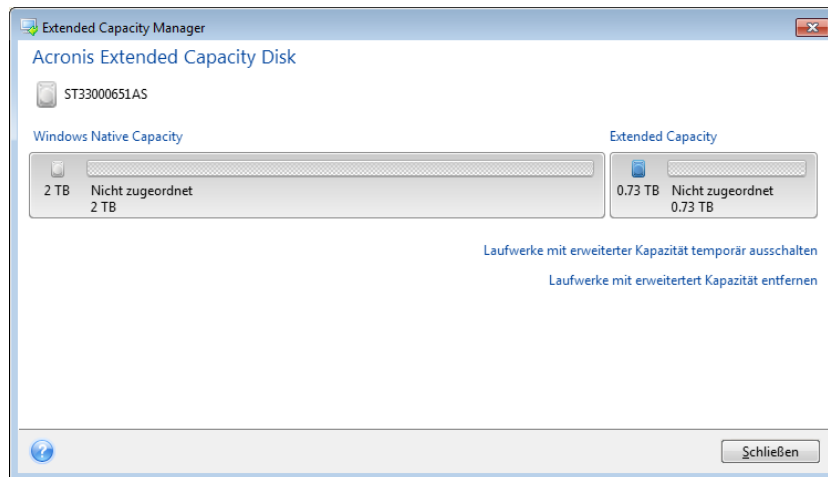 Extended Capacity Manager
Acronis Extended Capacity Disk
ST33000651AS
Windows Native Capacity
Extended Capacity
2 TB Nicht zugeordnet
2 TB
0.73 TB Nicht zugeordnet
0.73 TB
Laufwerke mit erweiterter Kapazität temporär ausschalten
Laufwerke mit erweitertert Kapazität entfernen
?
Schließen